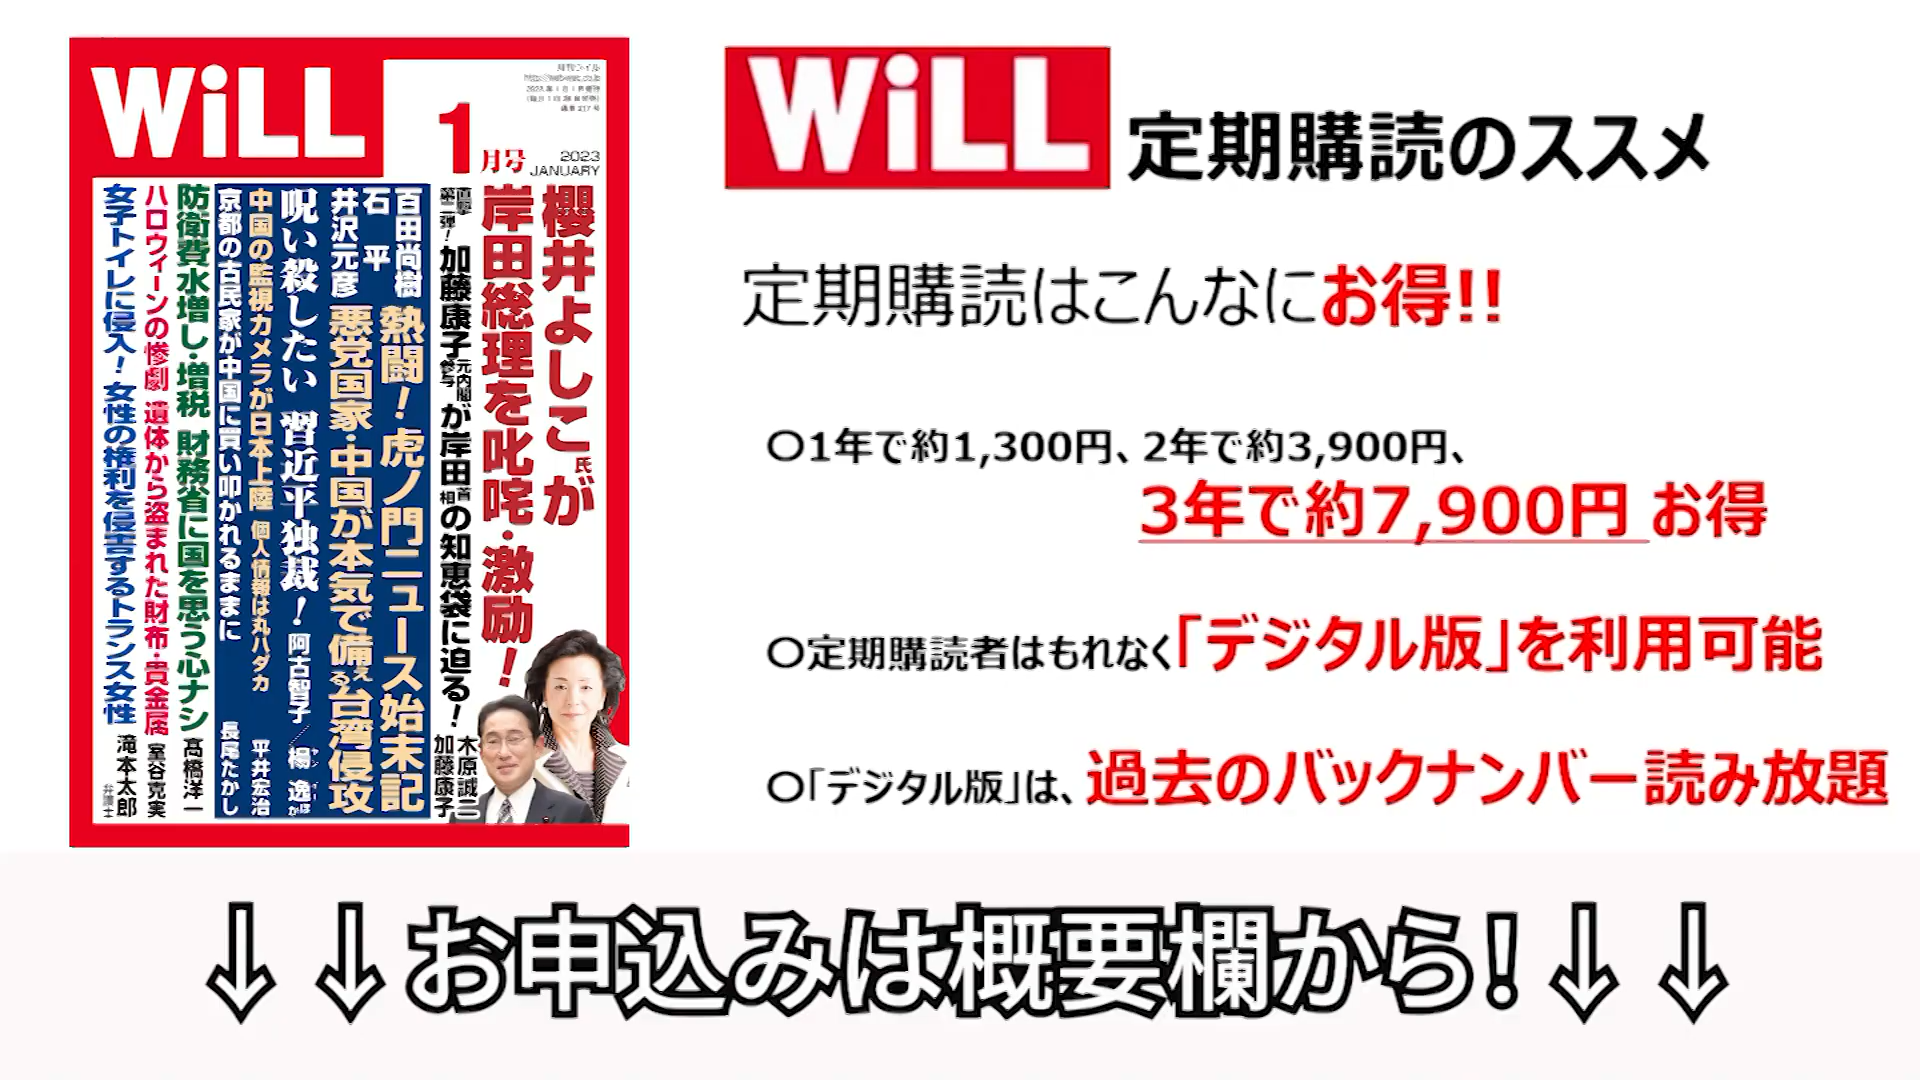 WiLL
1月号
2023
JANUARY
櫻井よしこ氏が
岸田総理を叱咤・激励!
直撃第二弾! 加藤康子元内閣参与が岸田首相の知恵袋に迫る! 木原誠二 加藤康子
百田尚樹 石平 井沢元彦
熱闘!虎ノ門ニュース始末記
悪党国家・中国が本気で備える台湾侵攻
呪い殺したい 習近平独裁! 阿古智子/楊逸ほか
中国の監視カメラが日本上陸 個人情報は丸ハダカ 平井宏治
京都の古民家が中国に買い叩かれるままに 長尾たかし
防衛費水増し・増税 財務省に国を思う心ナシ 髙橋洋一
ハロウィーンの惨劇 遺体から盗まれた財布・貴金属 室谷克実
女子トイレに侵入! 女性の権利を侵害するトランス女性 滝本太郎 弁護士
WiLL 定期購読のススメ
定期購読はこんなにお得!!
〇1年で約1,300円、2年で約3,900円、
3年で約7,900円 お得
〇定期購読者はもれなく「デジタル版」を利用可能
〇「デジタル版」は、過去のバックナンバー読み放題
↓↓お申込みは概要欄から!↓↓